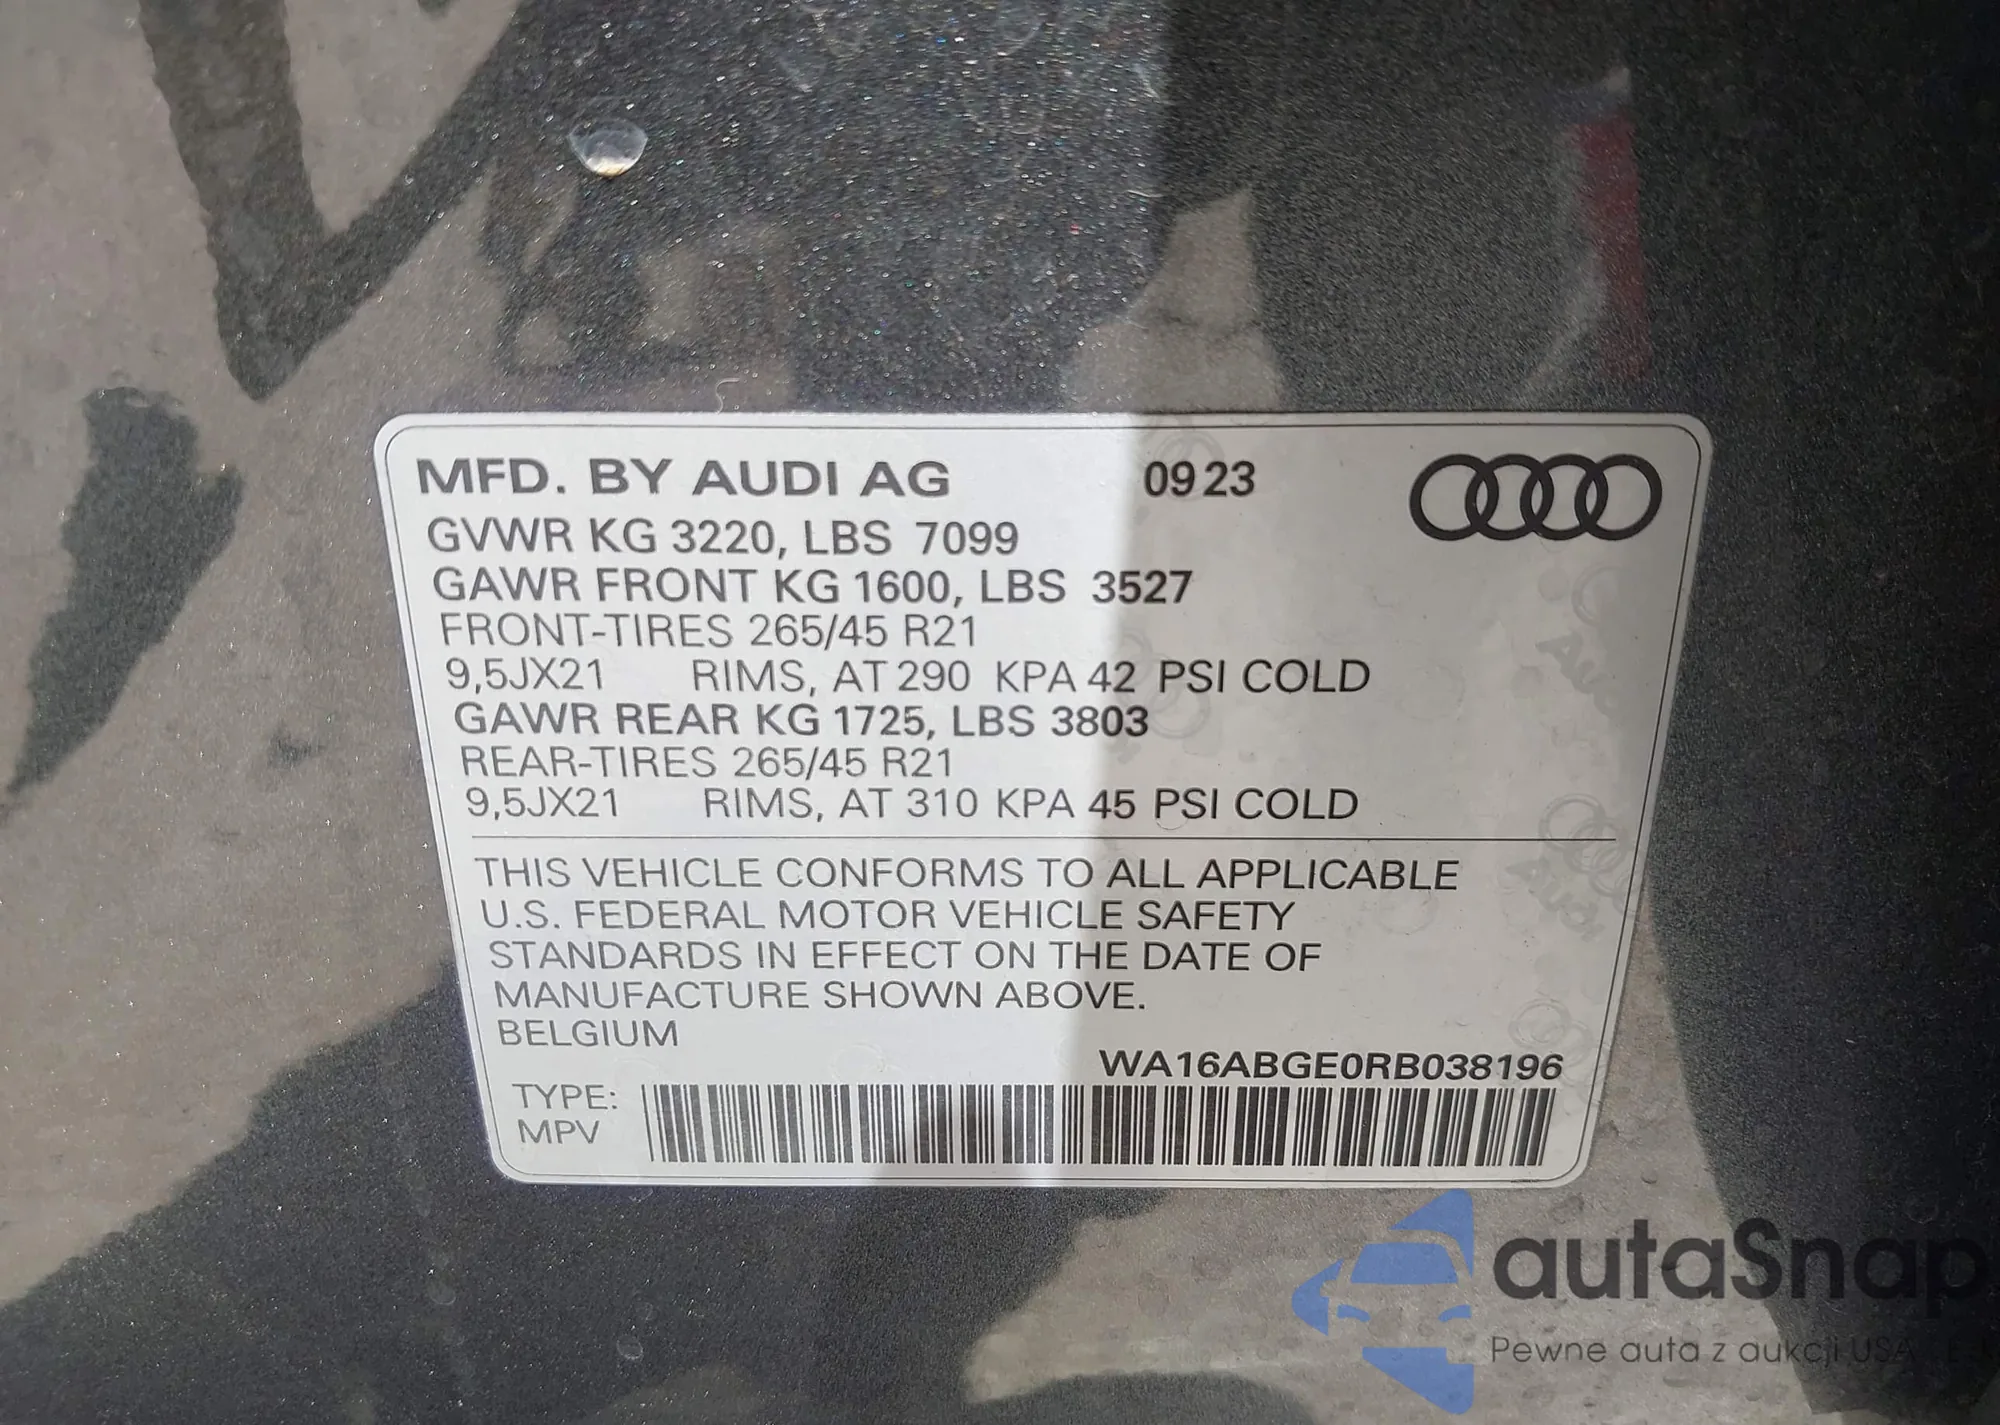 MFD. BY AUDI AG 09 23
GVWR KG 3220, LBS 7099
GAWR FRONT KG 1600, LBS 3527
FRONT-TIRES 265/45 R21
9,5JX21 RIMS, AT 290 KPA 42 PSI COLD
GAWR REAR KG 1725, LBS 3803
REAR-TIRES 265/45 R21
9,5JX21 RIMS, AT 310 KPA 45 PSI COLD
THIS VEHICLE CONFORMS TO ALL APPLICABLE
U.S. FEDERAL MOTOR VEHICLE SAFETY
STANDARDS IN EFFECT ON THE DATE OF
MANUFACTURE SHOWN ABOVE.
BELGIUM
WA16ABGE0RB038196
TYPE:
MPV
autaSnap
Pewne auta z aukcji USA